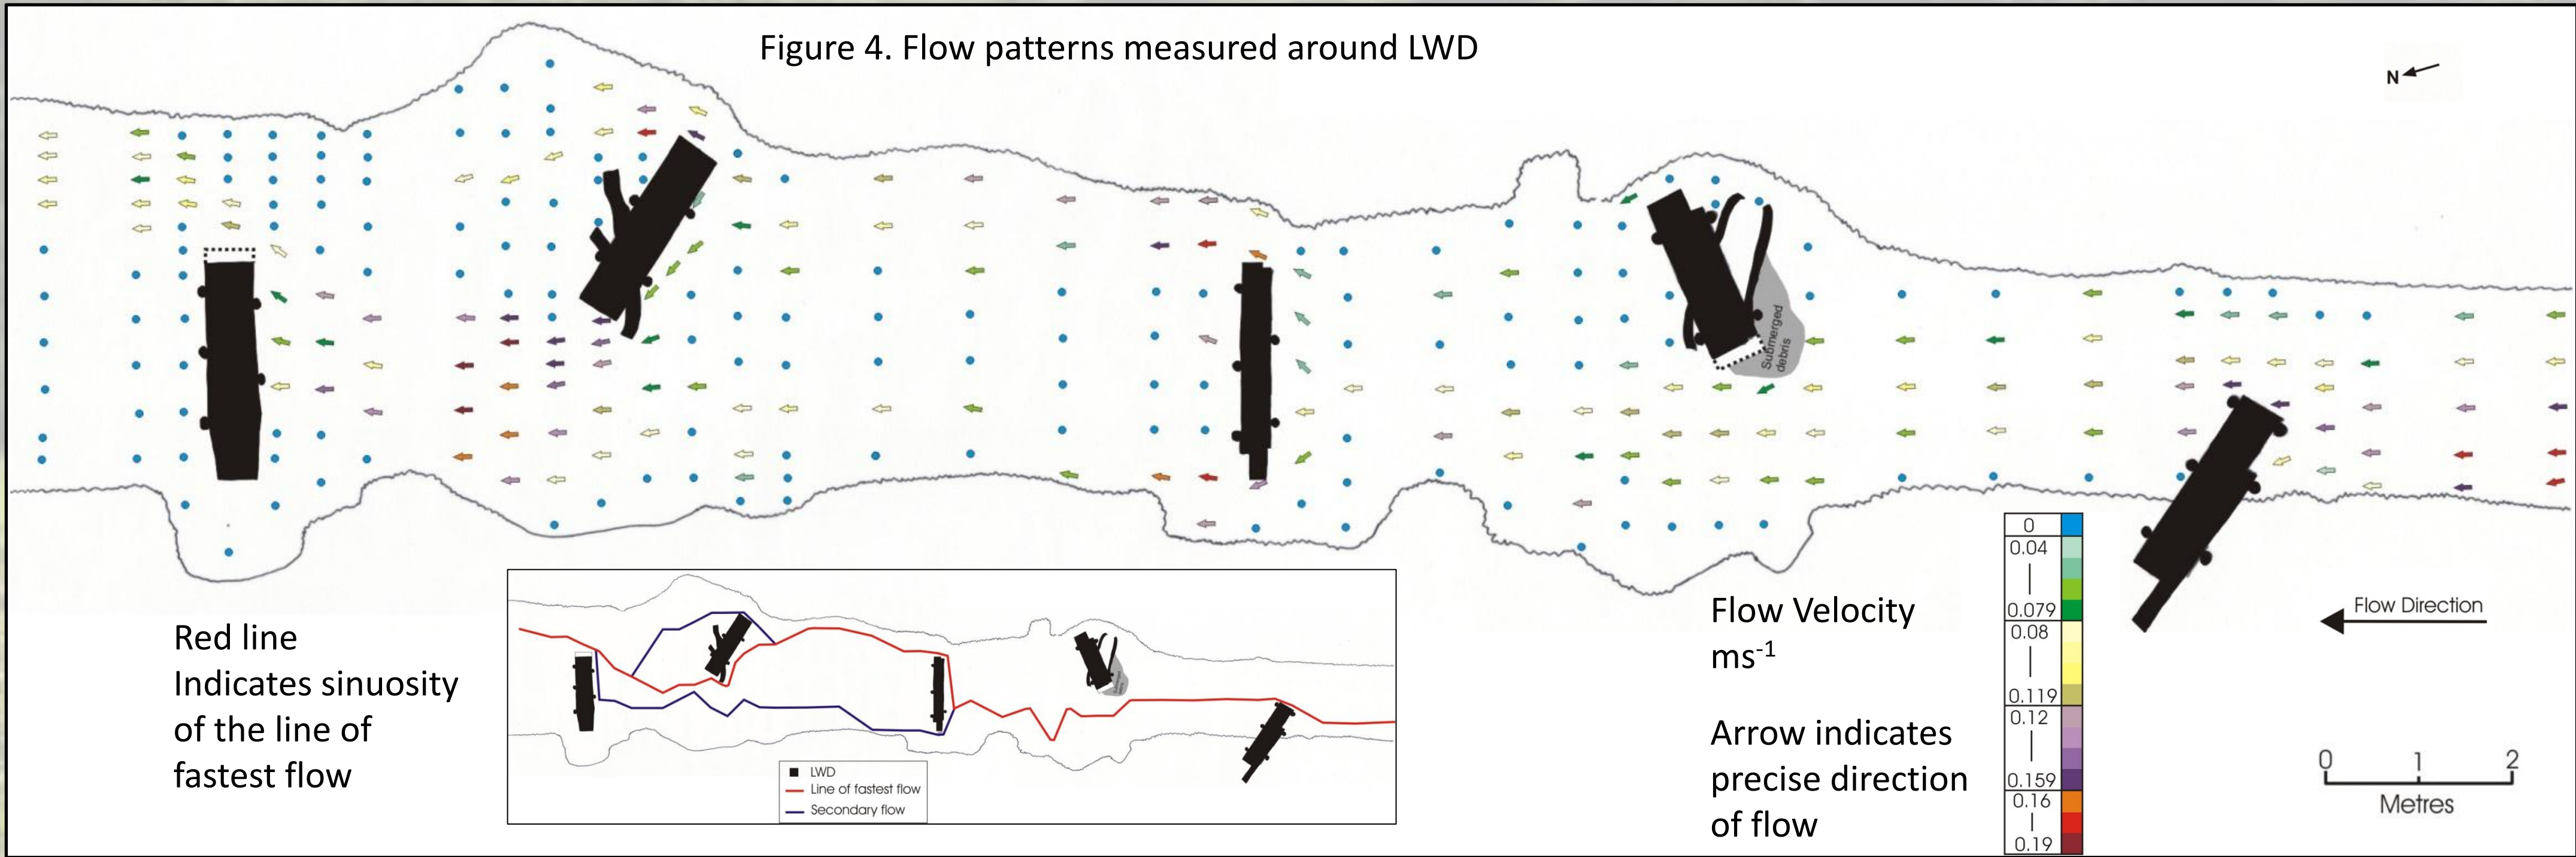 Figure 4. Flow patterns measured around LWD
N
Submerged
debris
Red line
Indicates sinuosity
of the line of
fastest flow
LWD
Line of fastest flow
Secondary flow
Flow Velocity
ms-1
Arrow indicates
precise direction
of flow
0
0.04
0.079
0.08
0.119
0.12
0.159
0.16
0.19
Flow Direction
0 1 2
Metres